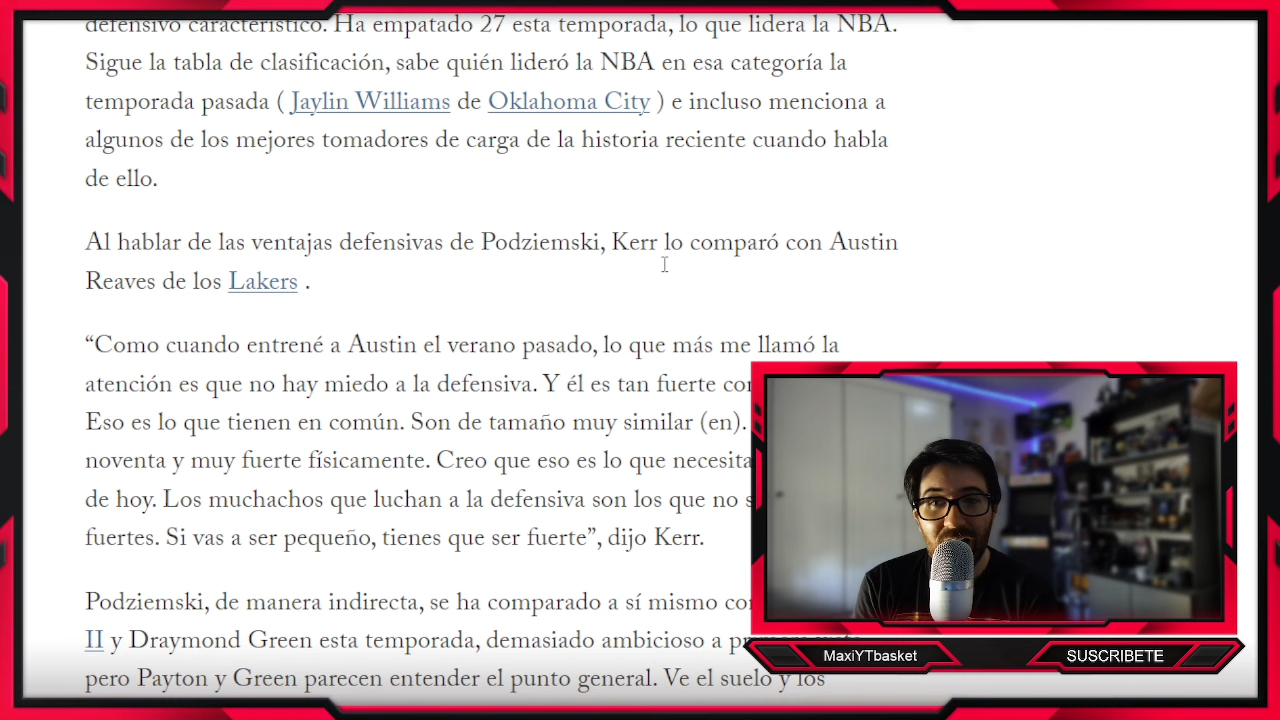 defensivo característico. Ha empatado 27 esta temporada, lo que lidera la NBA.
Sigue la tabla de clasificación, sabe quién lideró la NBA en esa categoría la
temporada pasada ( Jaylin Williams de Oklahoma City ) e incluso menciona a
algunos de los mejores tomadores de carga de la historia reciente cuando habla
de ello.
Al hablar de las ventajas defensivas de Podziemski, Kerr lo comparó con Austin
Reaves de los Lakers .
“Como cuando entrené a Austin el verano pasado, lo que más me llamó la
atención es que no hay miedo a la defensiva. Y él es tan fuerte
Eso es lo que tienen en común. Son de tamaño muy similar (en).
noventa y muy fuerte físicamente. Creo que eso es lo que
de hoy. Los muchachos que luchan a la defensiva son los que no
fuertes. Si vas a ser pequeño, tienes que ser fuerte”, dijo Kerr.
Podziemski, de manera indirecta, se ha comparado a sí mismo
II y Draymond Green esta temporada, demasiado ambicioso a
pero Payton y Green parecen entender el punto general. Ve el suelo y los
MaxiYTbasket
SUSCRIBETE